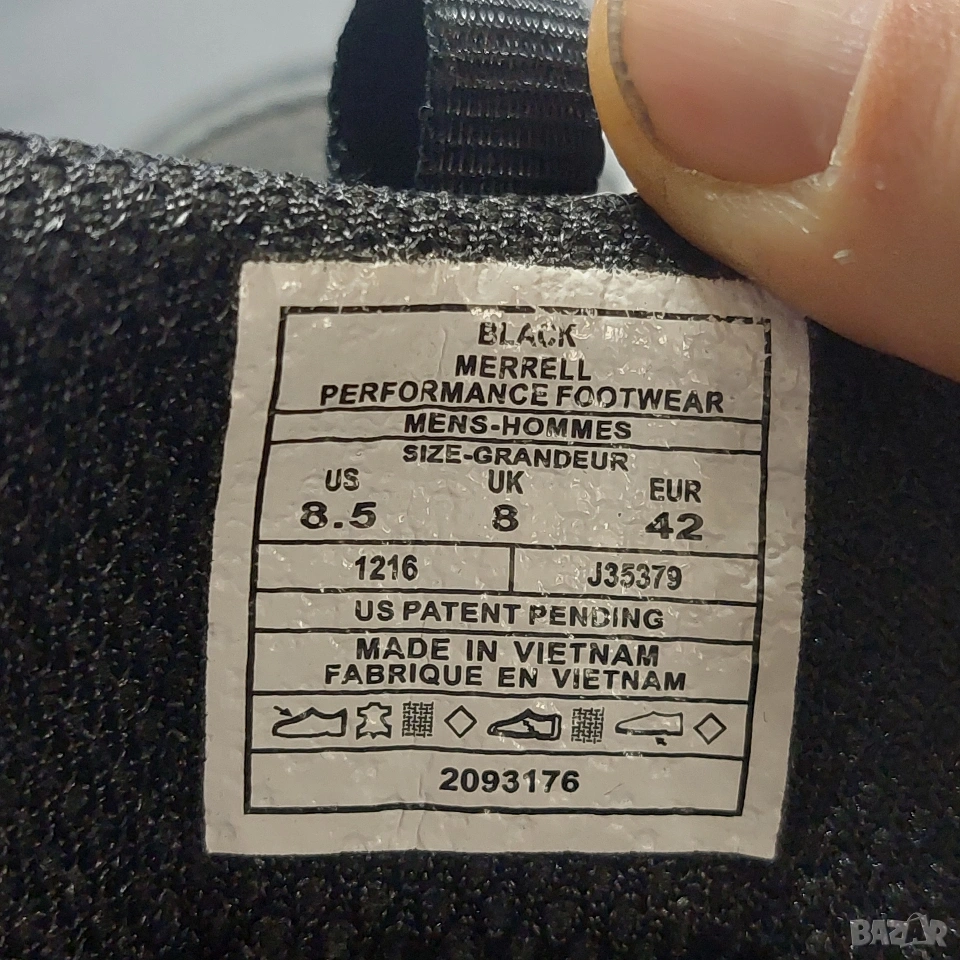 BLACK
MERRELL
PERFORMANCE FOOTWEAR
MENS-HOMMES
SIZE-GRANDEUR
US UK EUR
8.5 8 42
1216 J35379
US PATENT PENDING
MADE IN VIETNAM
FABRIQUE EN VIETNAM
2093176
BAZAR